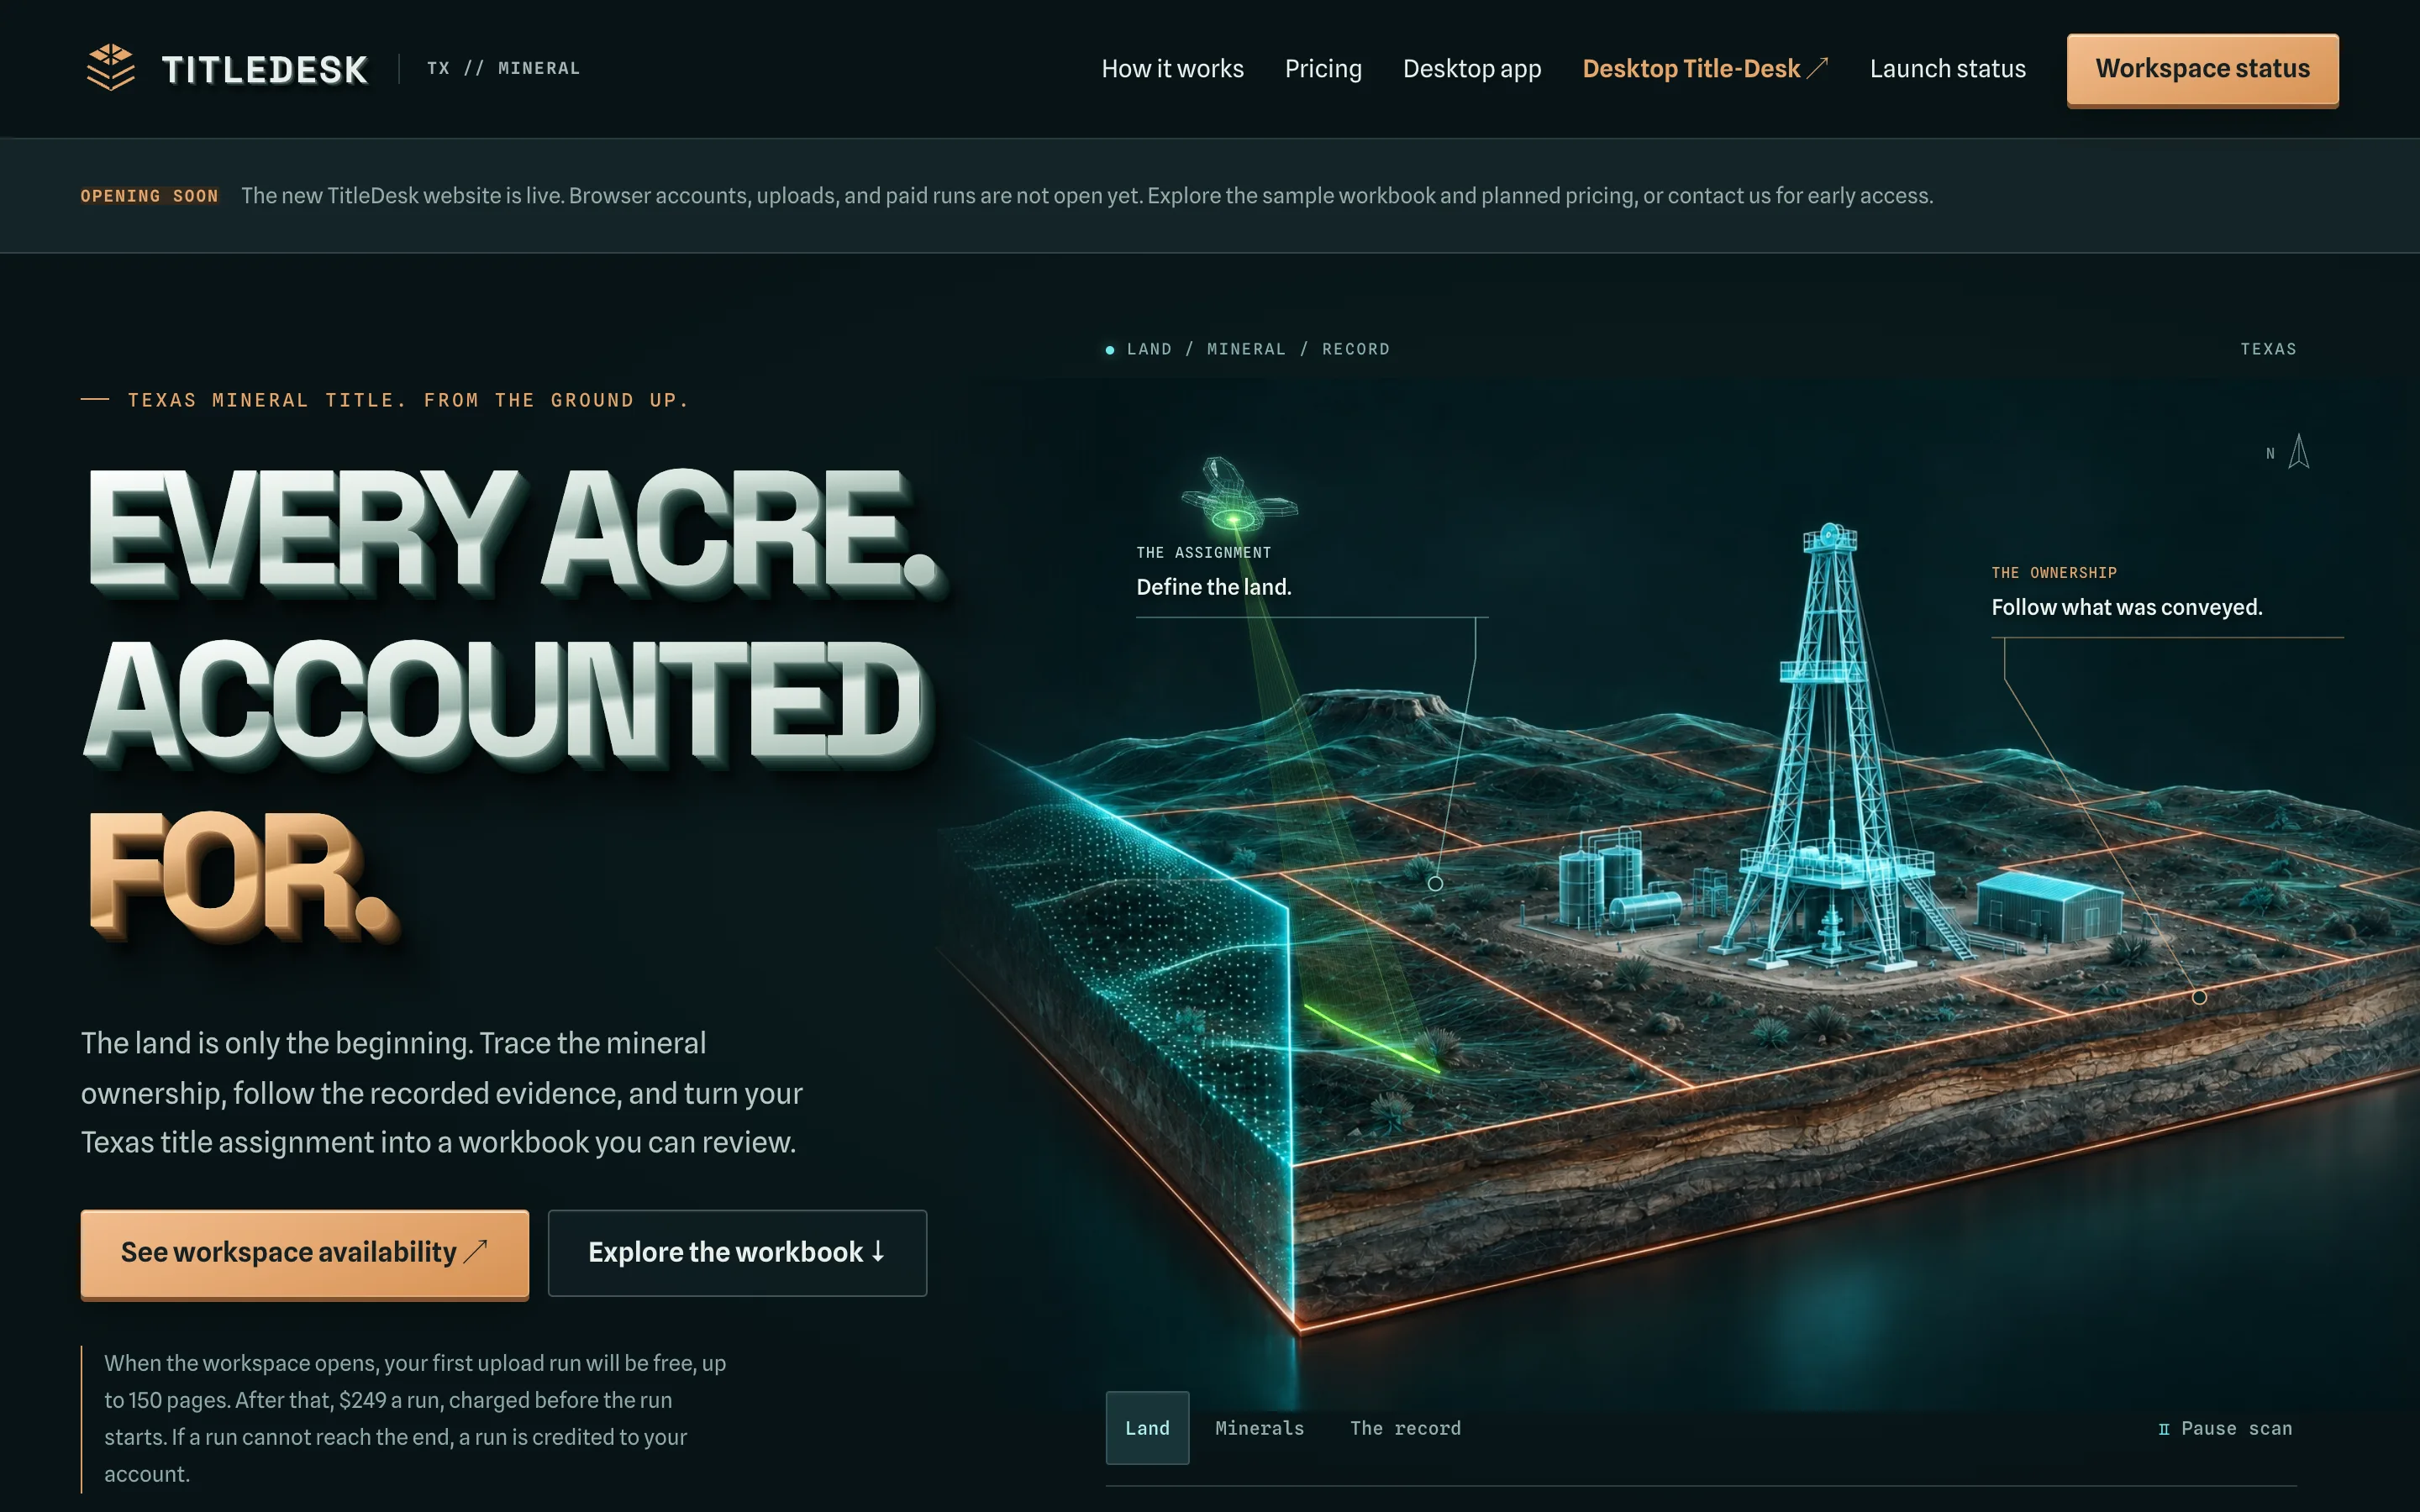 TITLEDESK
TX // MINERAL
How it works
Pricing
Desktop app
Desktop Title-Desk ↗
Launch status
Workspace status
OPENING SOON
The new TitleDesk website is live. Browser accounts, uploads, and paid runs are not open yet. Explore the sample workbook and planned pricing, or contact us for early access.
TEXAS MINERAL TITLE. FROM THE GROUND UP.
EVERY ACRE.
ACCOUNTED
FOR.
The land is only the beginning. Trace the mineral
ownership, follow the recorded evidence, and turn your
Texas title assignment into a workbook you can review.
See workspace availability ↗
Explore the workbook ↓
When the workspace opens, your first upload run will be free, up
to 150 pages. After that, $249 a run, charged before the run
starts. If a run cannot reach the end, a run is credited to your
account.
LAND / MINERAL / RECORD
TEXAS
N
THE ASSIGNMENT
Define the land.
THE OWNERSHIP
Follow what was conveyed.
Land
Minerals
The record
Pause scan